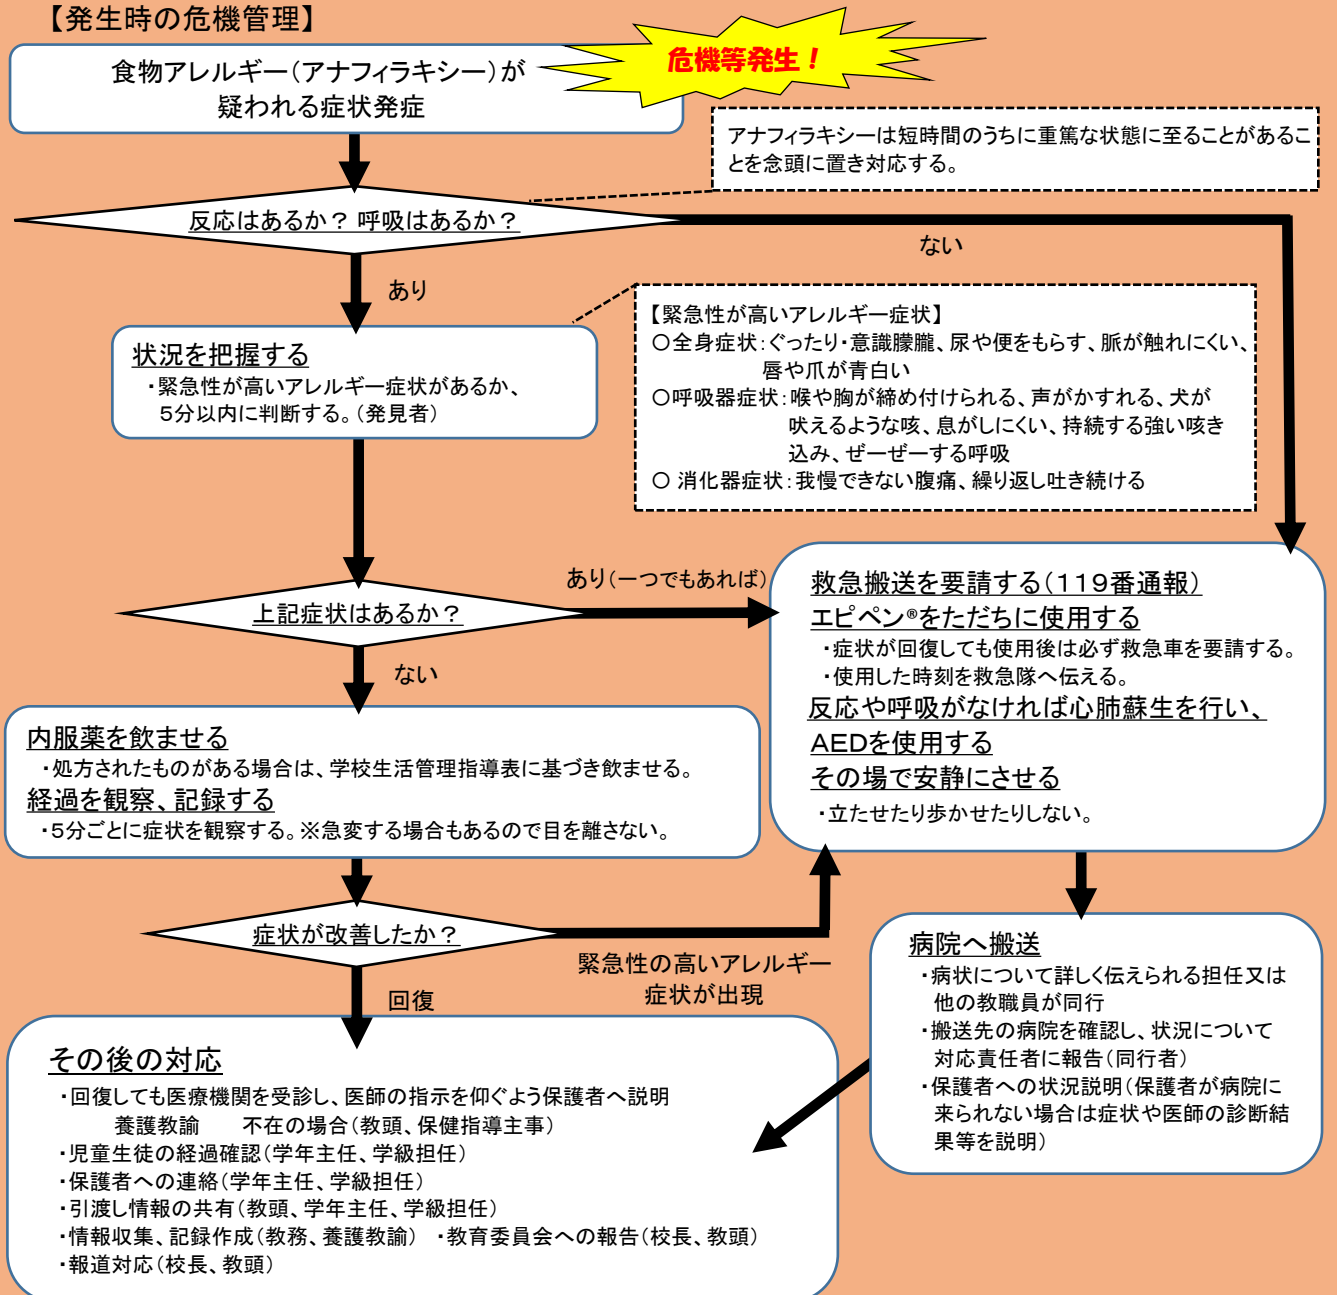 【発生時の危機管理】
危機等発生！
食物アレルギー（アナフィラキシー）が
疑われる症状発症
アナフィラキシーは短時間のうちに重篤な状態に至ることがあるこ
とを念頭に置き対応する。
反応はあるか？ 呼吸はあるか？
ない
あり
状況を把握する
・緊急性が高いアレルギー症状があるか、
５分以内に判断する。（発見者）
【緊急性が高いアレルギー症状】
○全身症状：ぐったり・意識朦朧、尿や便をもらす、脈が触れにくい、
唇や爪が青白い
○呼吸器症状：喉や胸が締め付けられる、声がかすれる、犬が
吠えるような咳、息がしにくい、持続する強い咳き
込み、ぜーぜーする呼吸
○ 消化器症状：我慢できない腹痛、繰り返し吐き続ける
上記症状はあるか？
あり（一つでもあれば）
ない
救急搬送を要請する（１１９番通報）
エピペン®をただちに使用する
・症状が回復しても使用後は必ず救急車を要請する。
・使用した時刻を救急隊へ伝える。
反応や呼吸がなければ心肺蘇生を行い、
AEDを使用する
その場で安静にさせる
・立たせたり歩かせたりしない。
内服薬を飲ませる
・処方されたものがある場合は、学校生活管理指導表に基づき飲ませる。
経過を観察、記録する
・５分ごとに症状を観察する。※急変する場合もあるので目を離さない。
症状が改善したか？
緊急性の高いアレルギー
症状が出現
回復
病院へ搬送
・病状について詳しく伝えられる担任又は
他の教職員が同行
・搬送先の病院を確認し、状況について
対応責任者に報告（同行者）
・保護者への状況説明（保護者が病院に
来られない場合は症状や医師の診断結
果等を説明）
その後の対応
・回復しても医療機関を受診し、医師の指示を仰ぐよう保護者へ説明
養護教諭　　不在の場合（教頭、保健指導主事）
・児童生徒の経過確認（学年主任、学級担任）
・保護者への連絡（学年主任、学級担任）
・引渡し情報の共有（教頭、学年主任、学級担任）
・情報収集、記録作成（教務、養護教諭）　・教育委員会への報告（校長、教頭）
・報道対応（校長、教頭）